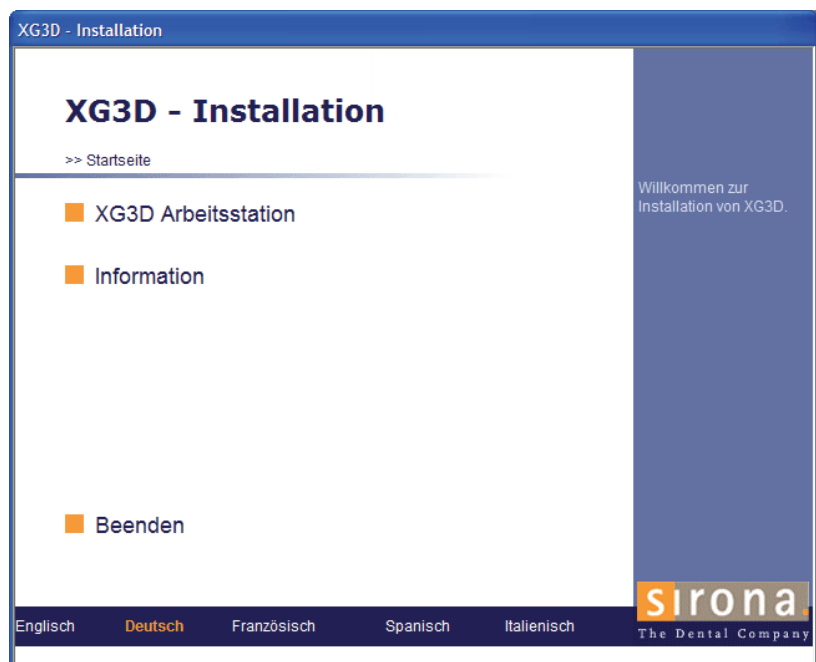 XG3D - Installation
XG3D - Installation
>> Startseite
XG3D Arbeitsstation
Information
Beenden
Willkommen zur
Installation von XG3D.
Englisch Deutsch Französisch Spanisch Italienisch
sırona.
The Dental Company